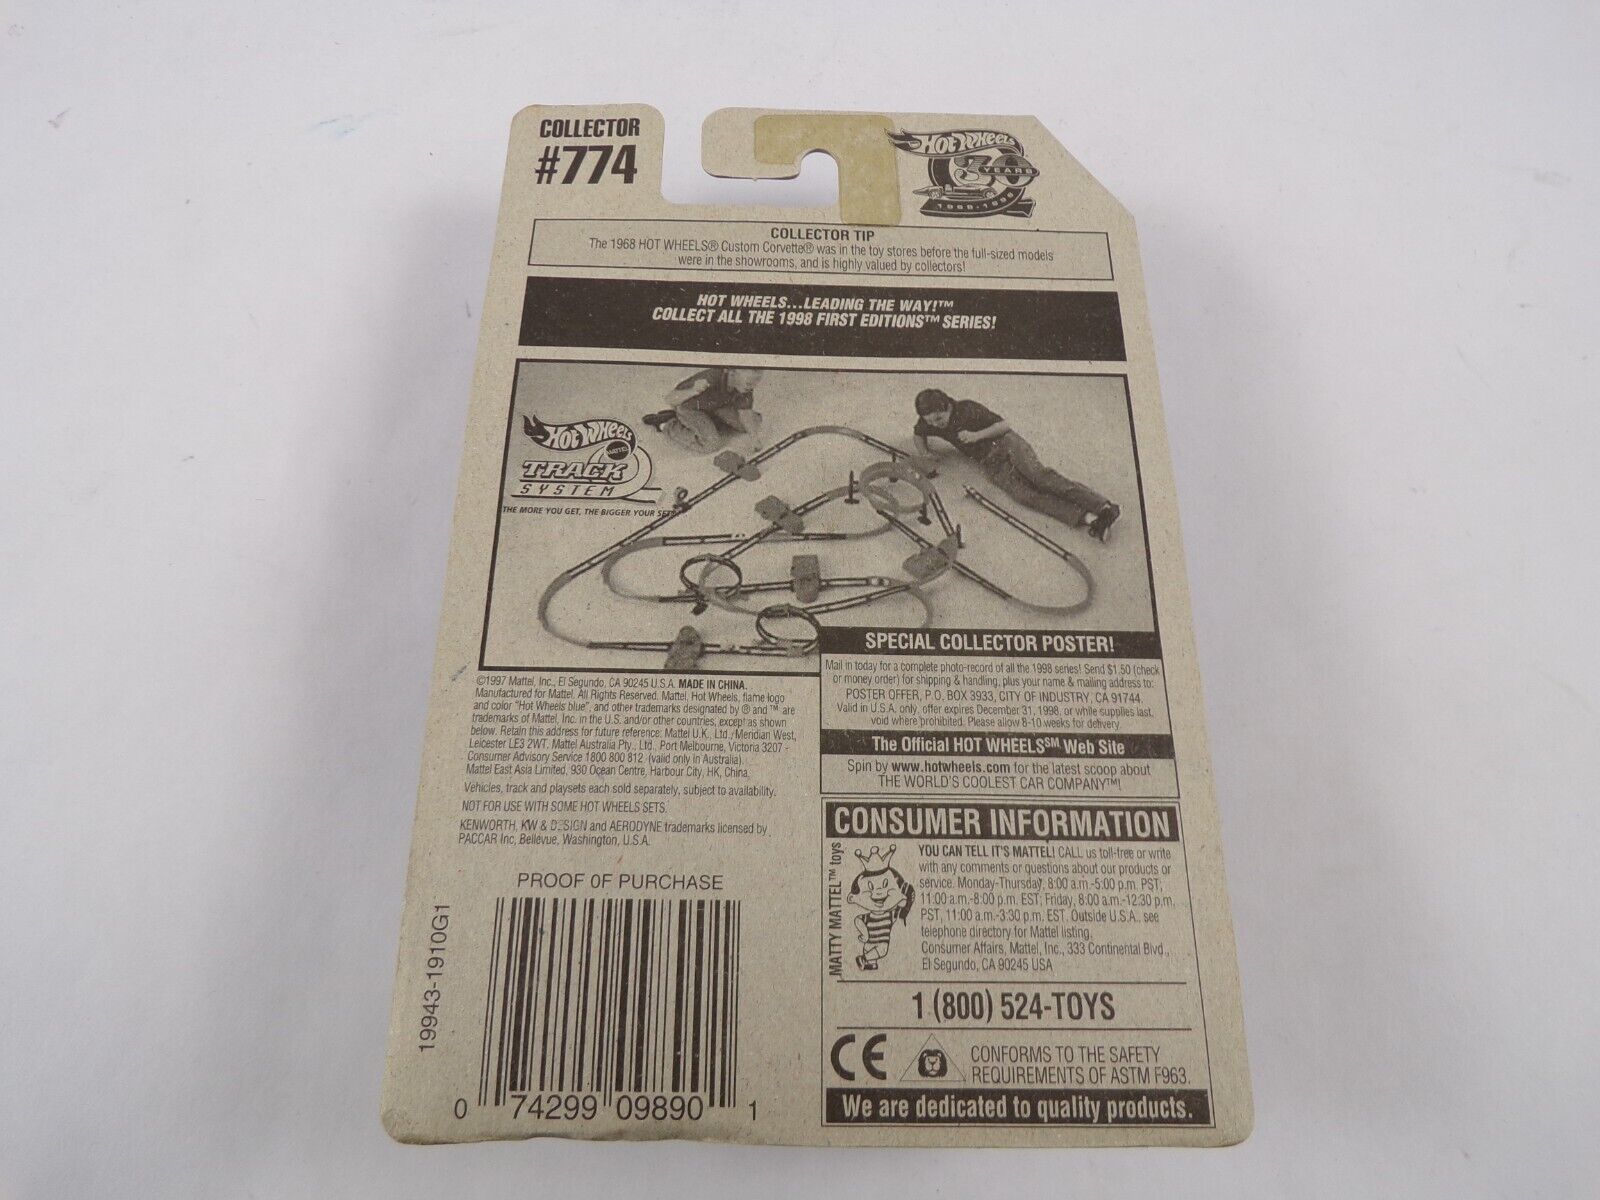 COLLECTOR
#774
HOT WHEELS
30
YEARS
1968-1998
COLLECTOR TIP
The 1968 HOT WHEELS® Custom Corvette® was in the toy stores before the full-sized models
were in the showrooms, and is highly valued by collectors!
HOT WHEELS...LEADING THE WAY!™
COLLECT ALL THE 1998 FIRST EDITIONS™ SERIES!
HOT WHEELS
MATTEL
TRACK
SYSTEM
THE MORE YOU GET, THE BIGGER YOUR SET!
SPECIAL COLLECTOR POSTER!
Mail in today for a complete photo-record of all the 1998 series! Send $1.50 (check
or money order) for shipping & handling, plus your name & mailing address to:
POSTER OFFER, P.O. BOX 3933, CITY OF INDUSTRY, CA 91744.
Valid in U.S.A. only, offer expires December 31, 1998, or while supplies last,
void where prohibited. Please allow 8-10 weeks for delivery.
The Official HOT WHEELS℠ Web Site
Spin by www.hotwheels.com for the latest scoop about
THE WORLD'S COOLEST CAR COMPANY™!
©1997 Mattel, Inc., El Segundo, CA 90245 U.S.A. MADE IN CHINA.
Manufactured for Mattel. All Rights Reserved. Mattel, Hot Wheels, flame logo
and color "Hot Wheels blue", and other trademarks designated by ® and ™ are
trademarks of Mattel, Inc. in the U.S. and/or other countries, except as shown
below. Retain this address for future reference: Mattel U.K. Ltd., Meridian West,
Leicester LE3 2WT. Mattel Australia Pty., Ltd., Port Melbourne, Victoria 3207 -
Consumer Advisory Service 1800 800 812 (valid only in Australia).
Mattel East Asia Limited, 930 Ocean Centre, Harbour City, HK, China.
Vehicles, track and playsets each sold separately, subject to availability.
NOT FOR USE WITH SOME HOT WHEELS SETS.
KENWORTH, KW & DESIGN and AERODYNE trademarks licensed by
PACCAR Inc, Bellevue, Washington, U.S.A.
PROOF OF PURCHASE
19943-1910G1
0 74299 09890 1
CONSUMER INFORMATION
MATTY MATTEL™ toys
YOU CAN TELL IT'S MATTEL! CALL us toll-free or write
with any comments or questions about our products or
service. Monday-Thursday, 8:00 a.m.-5:00 p.m. PST,
11:00 a.m.-8:00 p.m. EST; Friday, 8:00 a.m.-12:30 p.m.
PST, 11:00 a.m.-3:30 p.m. EST. Outside U.S.A., see
telephone directory for Mattel listing.
Consumer Affairs, Mattel, Inc., 333 Continental Blvd.,
El Segundo, CA 90245 USA
1 (800) 524-TOYS
CE
CONFORMS TO THE SAFETY
REQUIREMENTS OF ASTM F963.
We are dedicated to quality products.